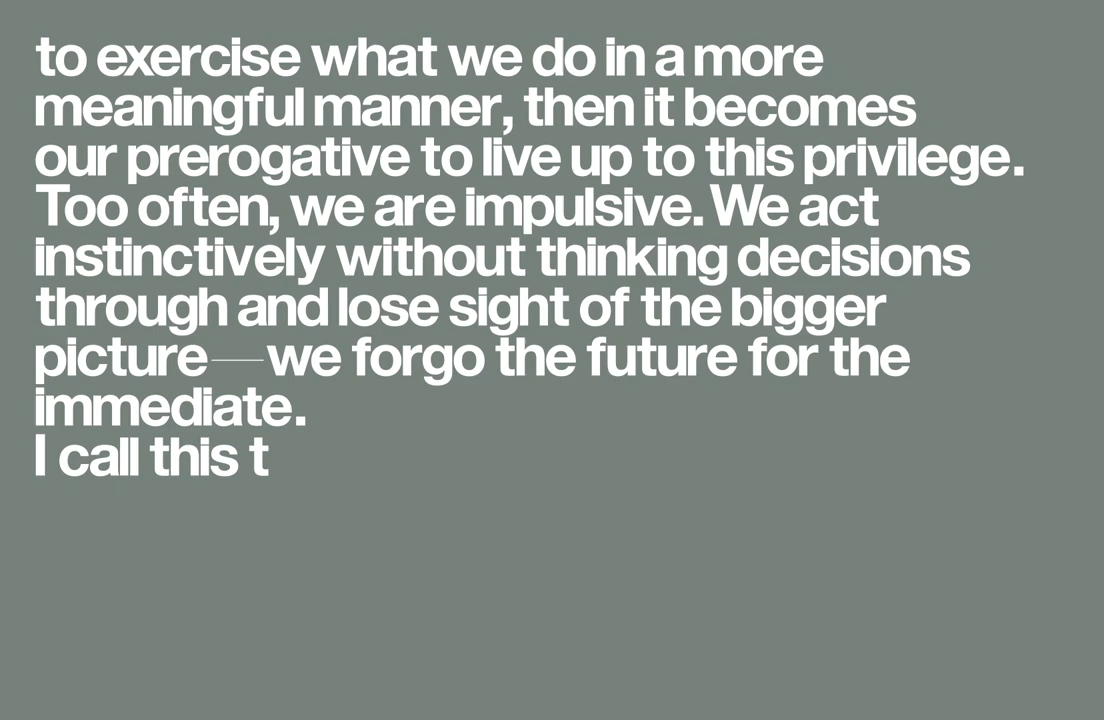 to exercise what we do in a more
meaningful manner, then it becomes
our prerogative to live up to this privilege.
Too often, we are impulsive. We act
instinctively without thinking decisions
through and lose sight of the bigger
picture—we forgo the future for the
immediate.
I call this t